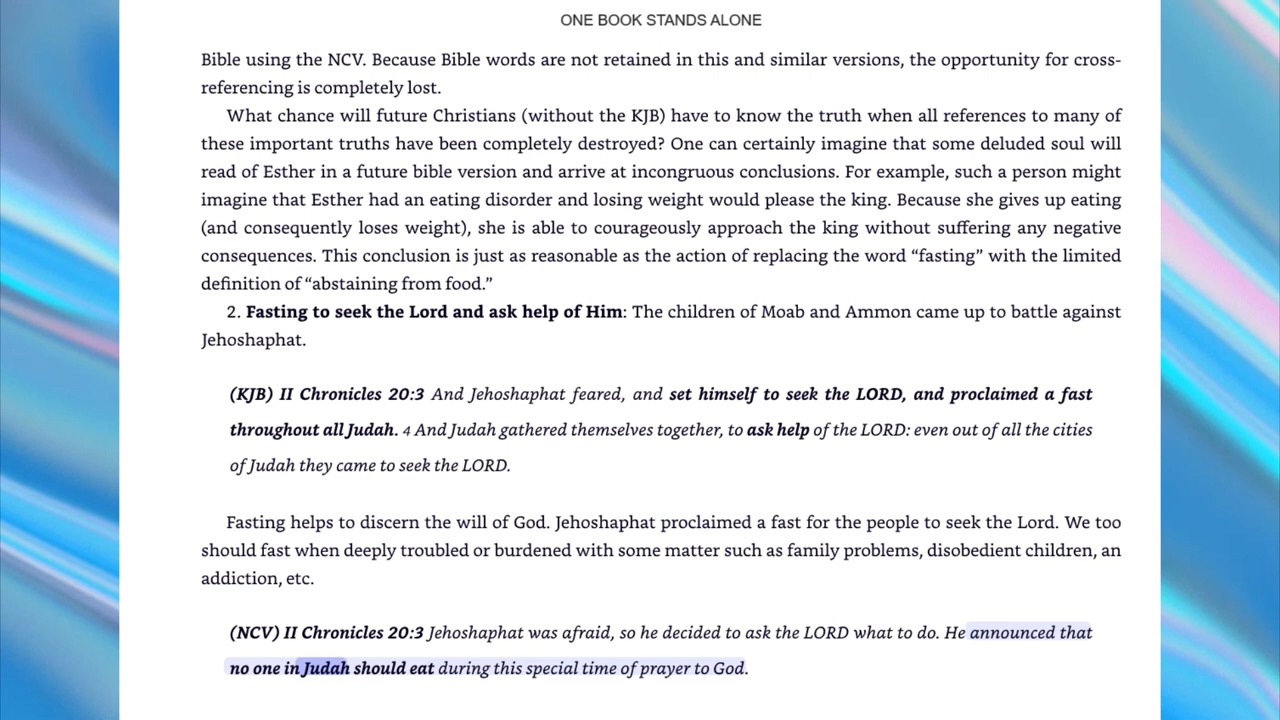 ONE BOOK STANDS ALONE
Bible using the NCV. Because Bible words are not retained in this and similar versions, the opportunity for cross-
referencing is completely lost.
What chance will future Christians (without the KJB) have to know the truth when all references to many of
these important truths have been completely destroyed? One can certainly imagine that some deluded soul will
read of Esther in a future bible version and arrive at incongruous conclusions. For example, such a person might
imagine that Esther had an eating disorder and losing weight would please the king. Because she gives up eating
(and consequently loses weight), she is able to courageously approach the king without suffering any negative
consequences. This conclusion is just as reasonable as the action of replacing the word “fasting” with the limited
definition of “abstaining from food.”
2. Fasting to seek the Lord and ask help of Him: The children of Moab and Ammon came up to battle against
Jehoshaphat.
(KJB) II Chronicles 20:3 And Jehoshaphat feared, and set himself to seek the LORD, and proclaimed a fast
throughout all Judah. 4 And Judah gathered themselves together, to ask help of the LORD: even out of all the cities
of Judah they came to seek the LORD.
Fasting helps to discern the will of God. Jehoshaphat proclaimed a fast for the people to seek the Lord. We too
should fast when deeply troubled or burdened with some matter such as family problems, disobedient children, an
addiction, etc.
(NCV) II Chronicles 20:3 Jehoshaphat was afraid, so he decided to ask the LORD what to do. He announced that
no one in Judah should eat during this special time of prayer to God.